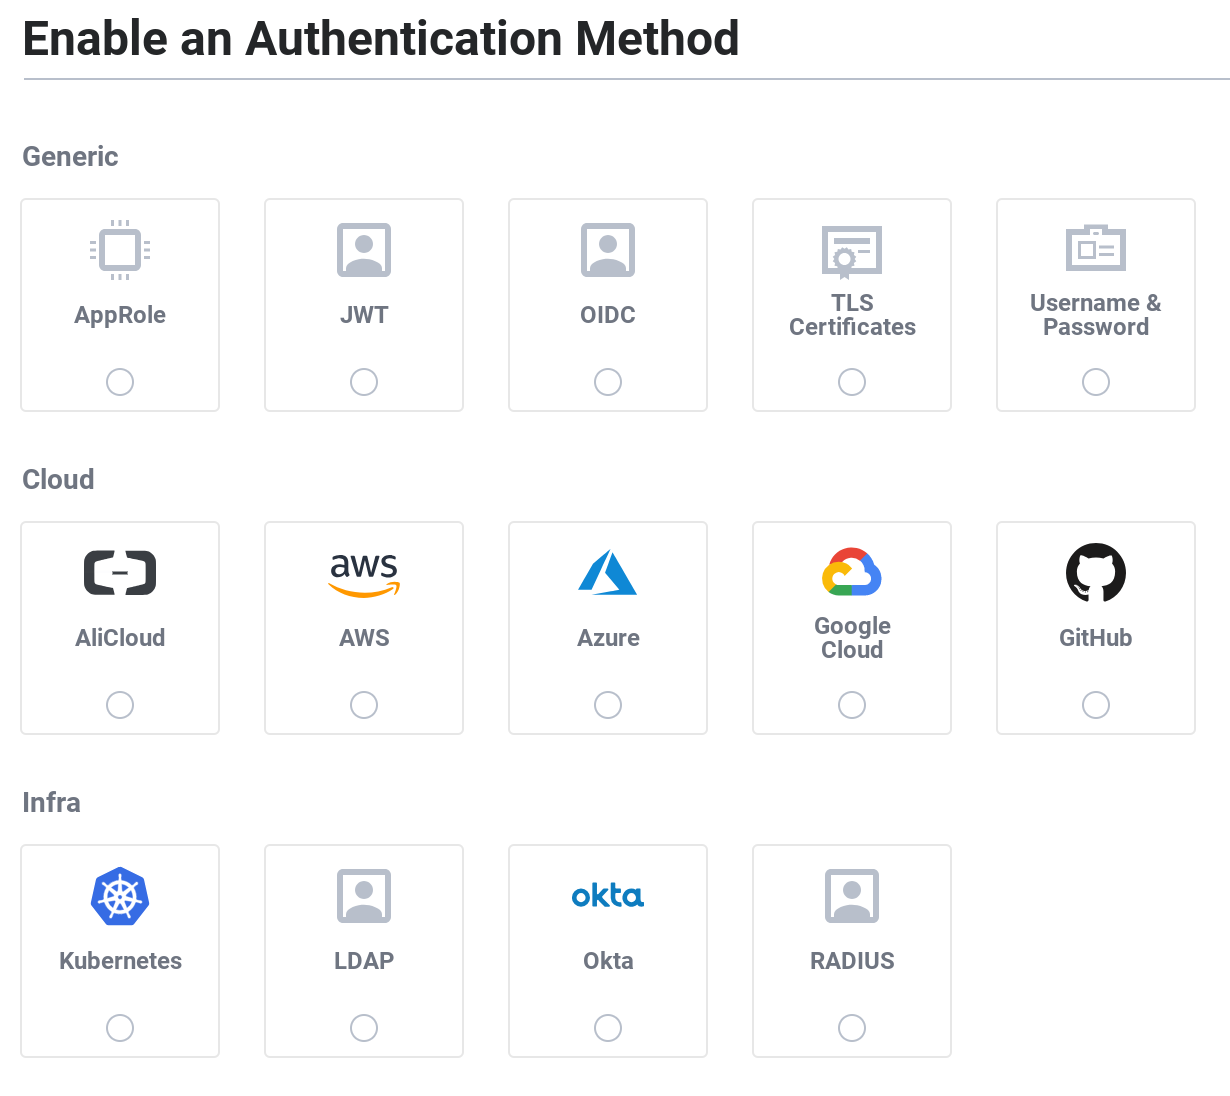 Enable an Authentication Method
Generic
AppRole
JWT
OIDC
TLS
Certificates
Username &
Password
Cloud
aws
AliCloud
AWS
Azure
Google
Cloud
GitHub
Infra
okta
Kubernetes
LDAP
Okta
RADIUS